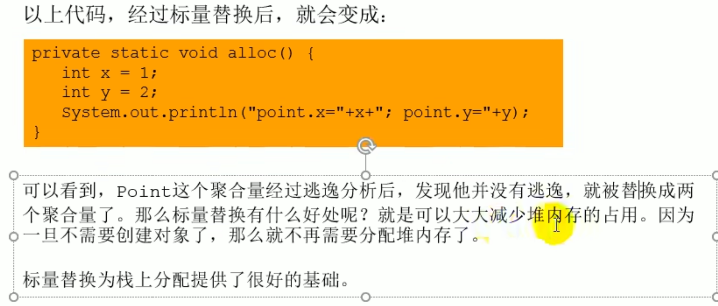 以上代码，经过标量替换后，就会变成：
private static void alloc() {
    int x = 1;
    int y = 2;
    System.out.println("point.x="+x+"; point.y="+y);
}
可以看到，Point这个聚合量经过逃逸分析后，发现他并没有逃逸，就被替换成两
个聚合量了。那么标量替换有什么好处呢？就是可以大大减少堆内存的占用。因为
一旦不需要创建对象了，那么就不再需要分配堆内存了。
标量替换为栈上分配提供了很好的基础。